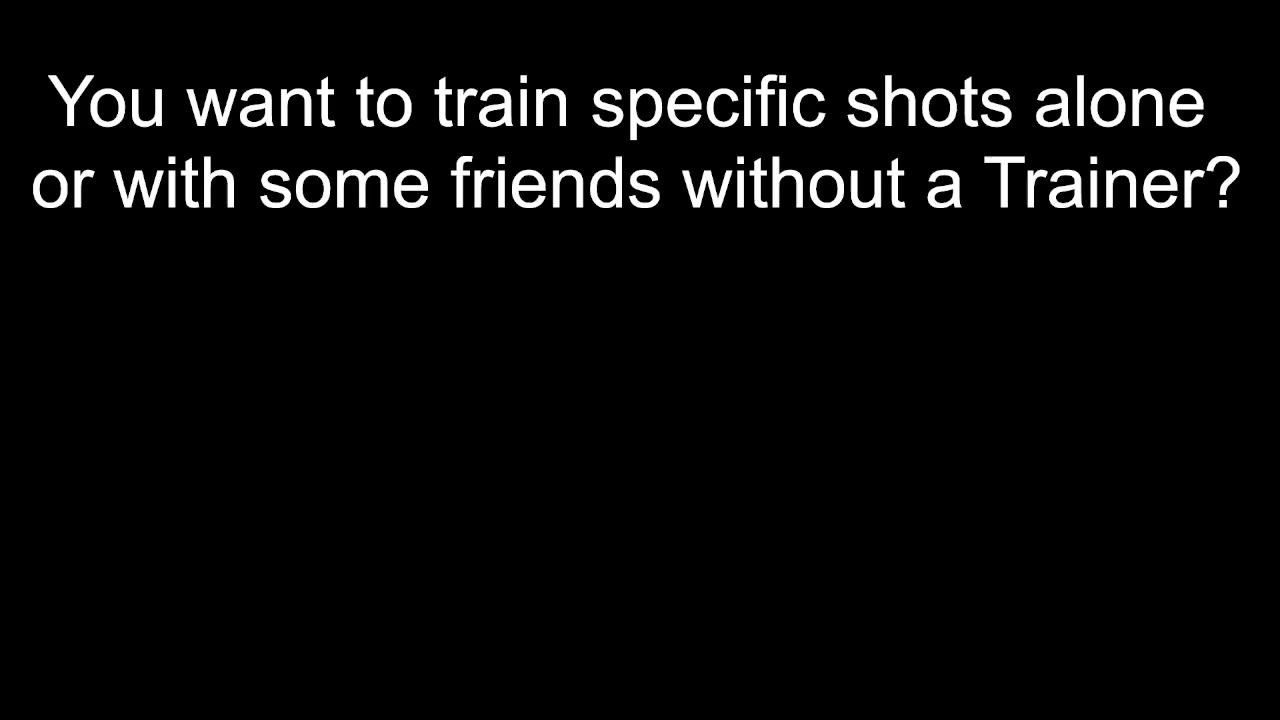 You want to train specific shots alone
or with some friends without a Trainer?